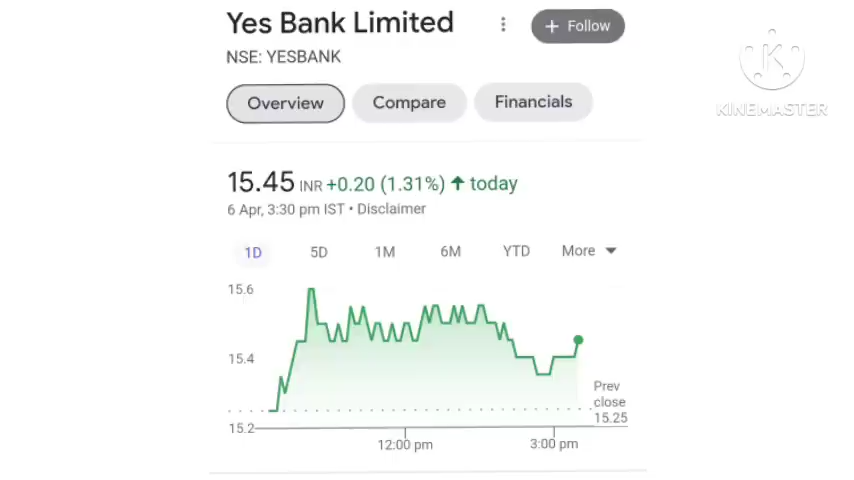 Yes Bank Limited
+ Follow
NSE: YESBANK
Overview
Compare
Financials
15.45 INR +0.20 (1.31%) ↑ today
6 Apr, 3:30 pm IST • Disclaimer
1D 5D 1M 6M YTD More
15.6
15.4
15.2
Prev
close
15.25
12:00 pm 3:00 pm
K
KINEMASTER